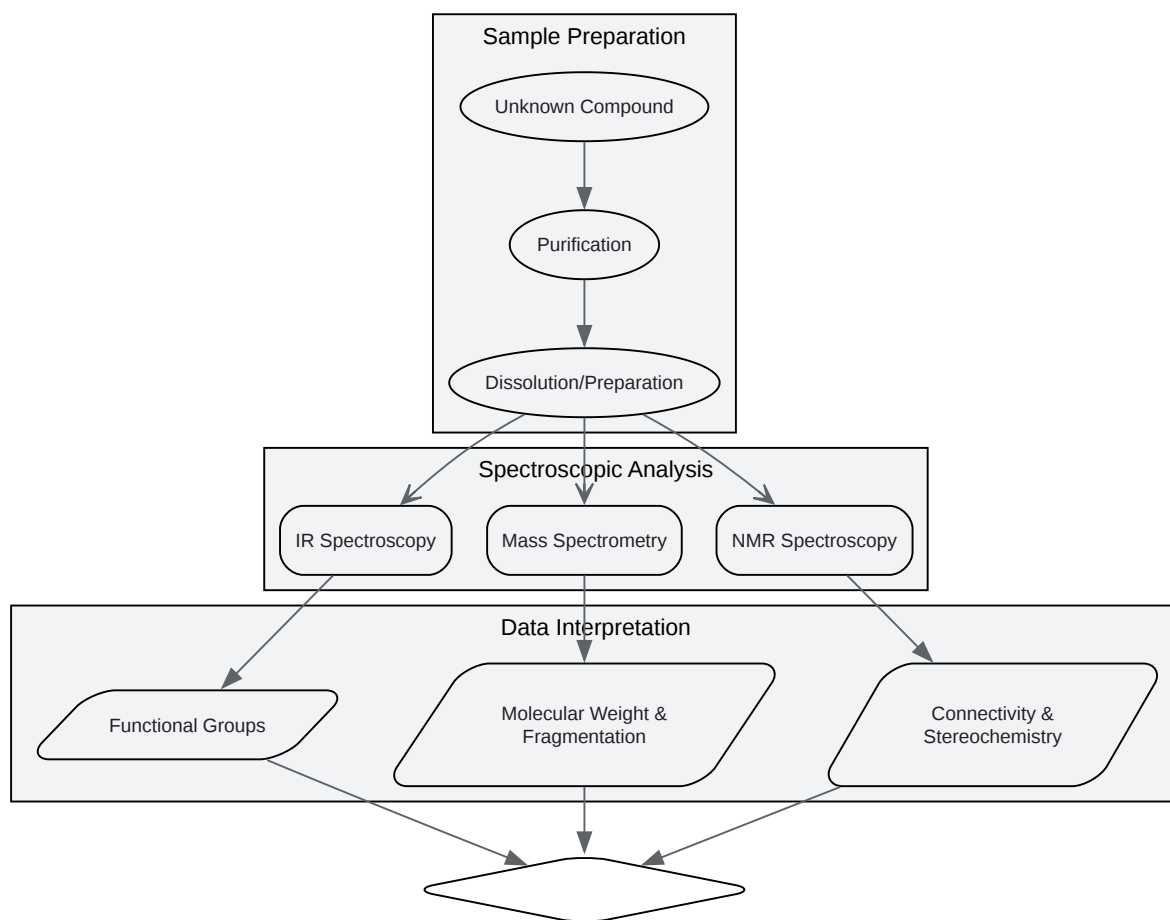 Sample Preparation
Unknown Compound
Purification
Dissolution/Preparation
Spectroscopic Analysis
IR Spectroscopy
Mass Spectrometry
NMR Spectroscopy
Data Interpretation
Functional Groups
Molecular Weight &
Fragmentation
Connectivity &
Stereochemistry